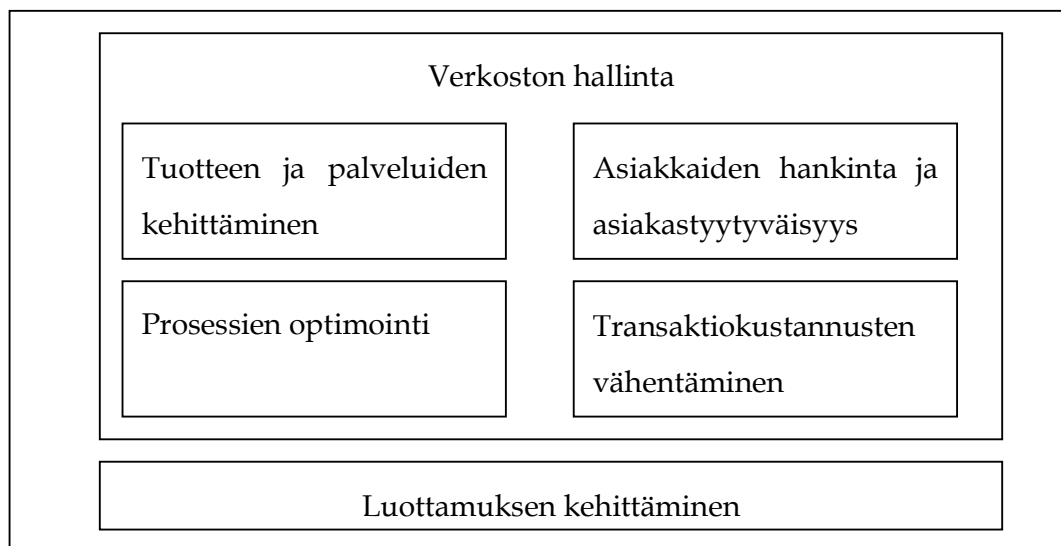 Verkoston hallinta
Tuotteen ja palveluiden
kehittäminen
Asiakkaiden hankinta ja
asiakastyytyväisyys
Prosessien optimointi
Transaktiokustannusten
vähentäminen
Luottamuksen kehittäminen